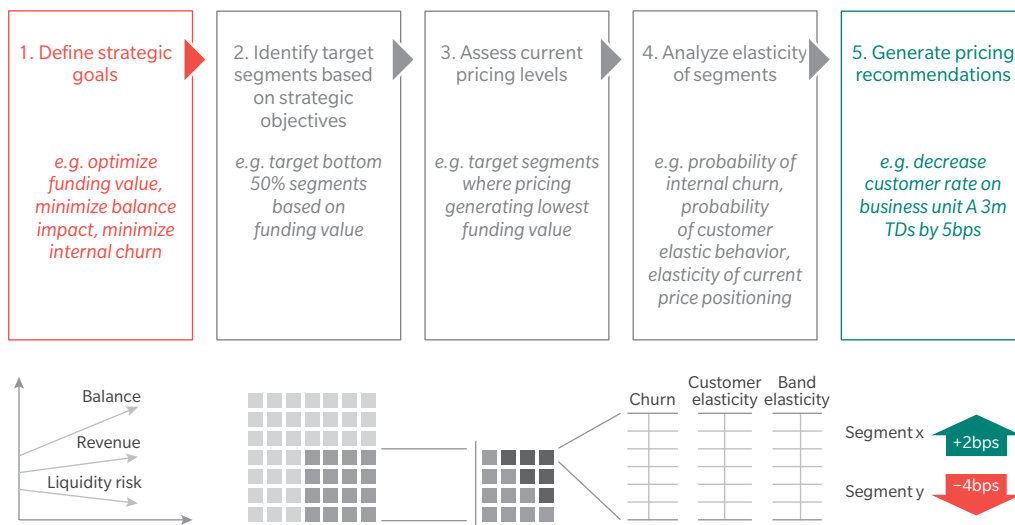 1. Define strategic
goals
e.g. optimize
funding value,
minimize balance
impact, minimize
internal churn
2. Identify target
segments based
on strategic
objectives
e.g. target bottom
50% segments
based on
funding value
3. Assess current
pricing levels
e.g. target segments
where pricing
generating lowest
funding value
4. Analyze elasticity
of segments
e.g. probability of
internal churn,
probability
of customer
elastic behavior,
elasticity of current
price positioning
5. Generate pricing
recommendations
e.g. decrease
customer rate on
business unit A 3m
TDs by 5bps
Balance
Revenue
Liquidity risk
Churn
Customer
elasticity
Band
elasticity
Segment x
+2bps
Segment y
−4bps